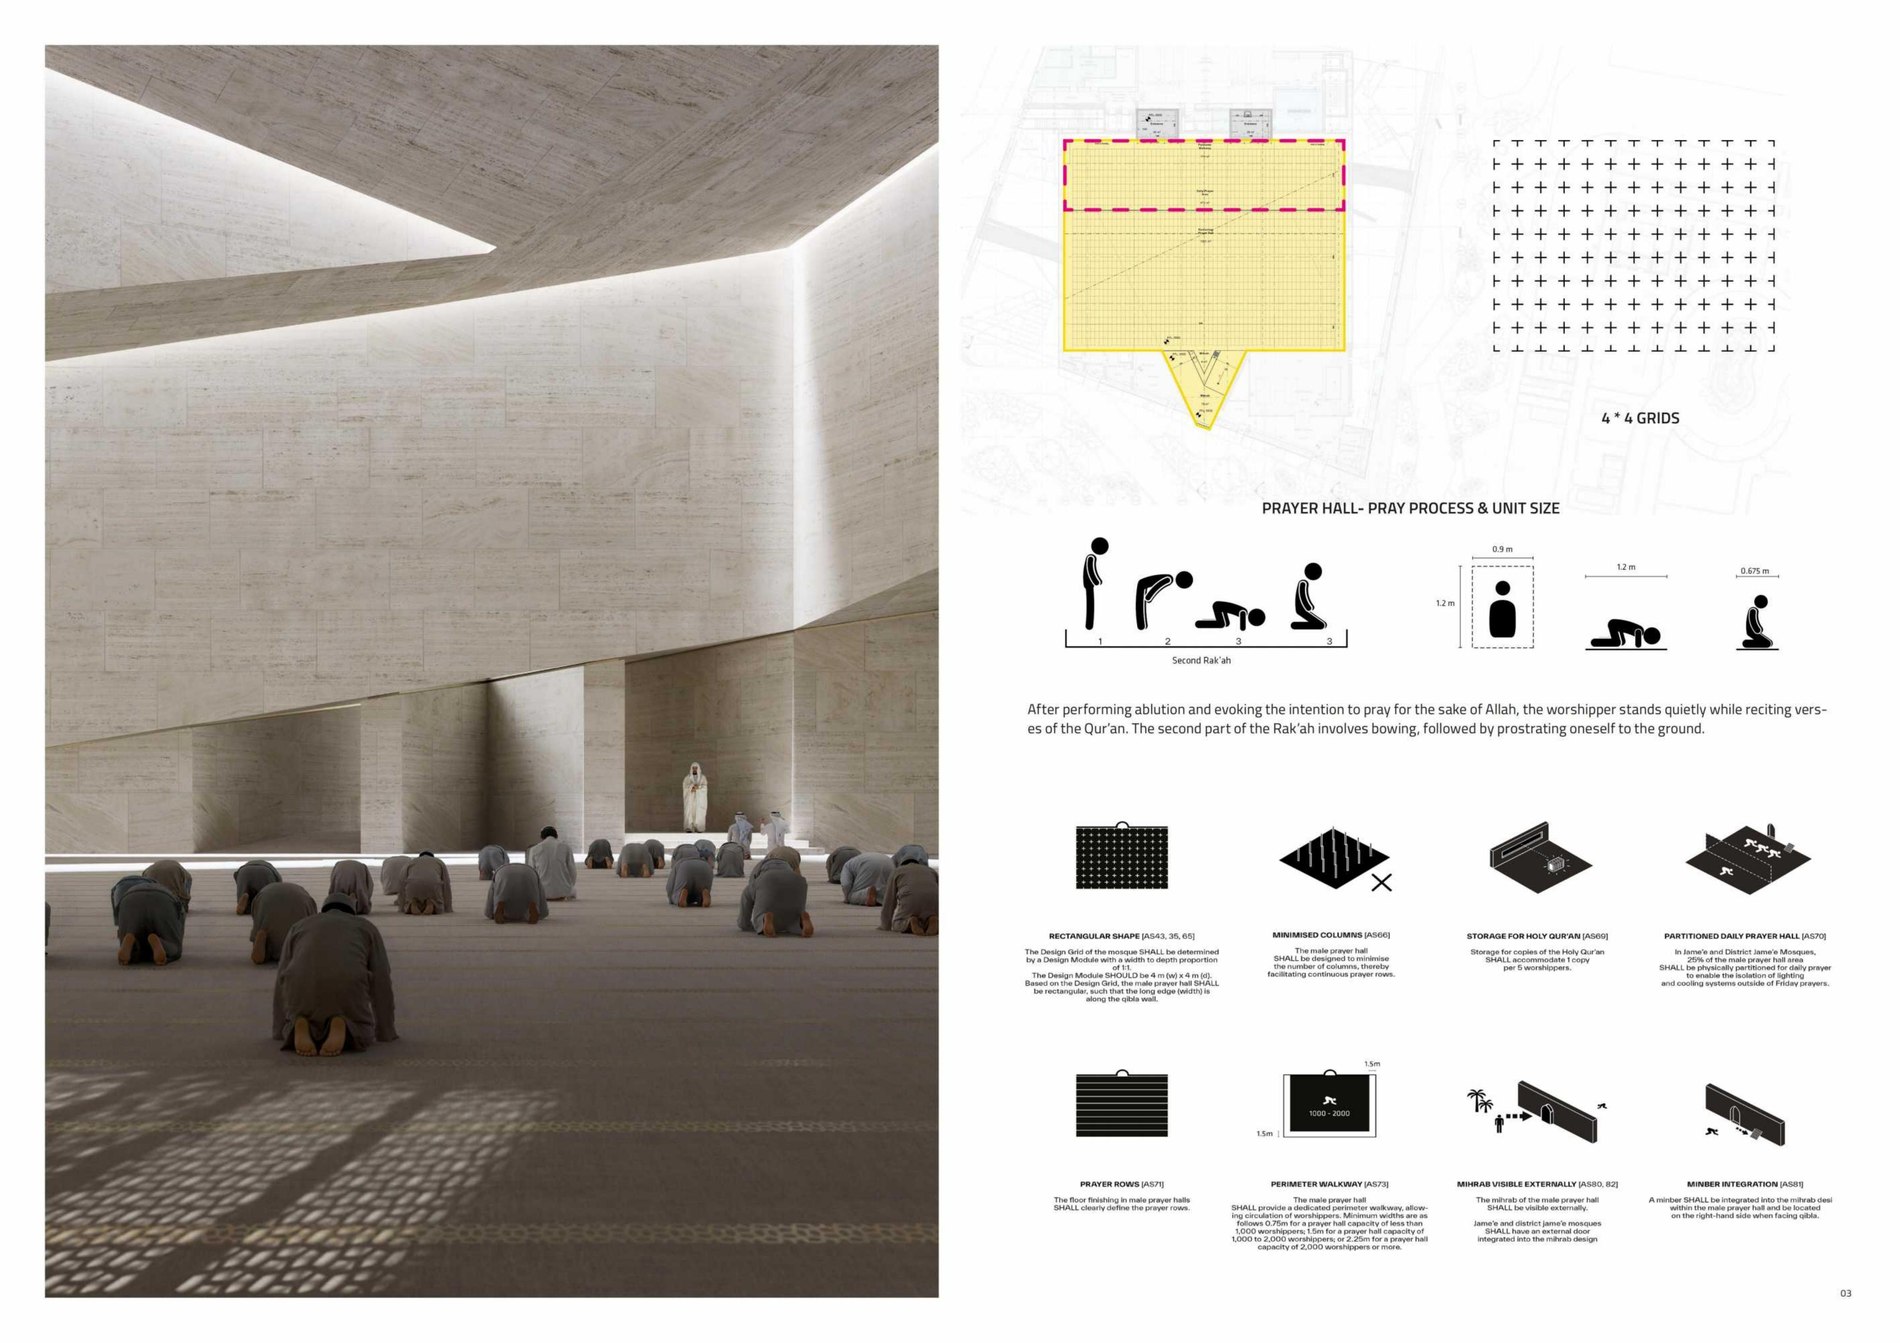 4 * 4 GRIDS
PRAYER HALL- PRAY PROCESS & UNIT SIZE
1
2
3
3
Second Rak'ah
0.9 m
1.2 m
1.2 m
0.675 m
After performing ablution and evoking the intention to pray for the sake of Allah, the worshipper stands quietly while reciting vers-
es of the Qur'an. The second part of the Rak'ah involves bowing, followed by prostrating oneself to the ground.
RECTANGULAR SHAPE [AS43, 35, 65]
The Design Grid of the mosque SHALL be determined
by a Design Module with a width to depth proportion
of 1:1.
The Design Module SHOULD be 4 m (w) x 4 m (d).
Based on the Design Grid, the male prayer hall SHALL
be rectangular, such that the long edge (width) is
along the qibla wall.
MINIMISED COLUMNS [AS66]
The male prayer hall
SHALL be designed to minimise
the number of columns, thereby
facilitating continuous prayer rows.
STORAGE FOR HOLY QUR'AN [AS69]
Storage for copies of the Holy Qur'an
SHALL accommodate 1 copy
per 5 worshippers.
PARTITIONED DAILY PRAYER HALL [AS70]
In Jame'e and District Jame'e Mosques,
25% of the male prayer hall area
SHALL be physically partitioned for daily prayer
to enable the isolation of lighting
and cooling systems outside of Friday prayers.
PRAYER ROWS [AS71]
The floor finishing in male prayer halls
SHALL clearly define the prayer rows.
1.5m
1000 - 2000
1.5m
PERIMETER WALKWAY [AS73]
The male prayer hall
SHALL provide a dedicated perimeter walkway, allow-
ing circulation of worshippers. Minimum widths are as
follows 0.75m for a prayer hall capacity of less than
1,000 worshippers; 1.5m for a prayer hall capacity of
1,000 to 2,000 worshippers; or 2.25m for a prayer hall
capacity of 2,000 worshippers or more.
MIHRAB VISIBLE EXTERNALLY [AS80, 82]
The mihrab of the male prayer hall
SHALL be visible externally.
Jame'e and district jame'e mosques
SHALL have an external door
integrated into the mihrab design
MINBER INTEGRATION [AS81]
A minber SHALL be integrated into the mihrab desi
within the male prayer hall and be located
on the right-hand side when facing qibla.
03